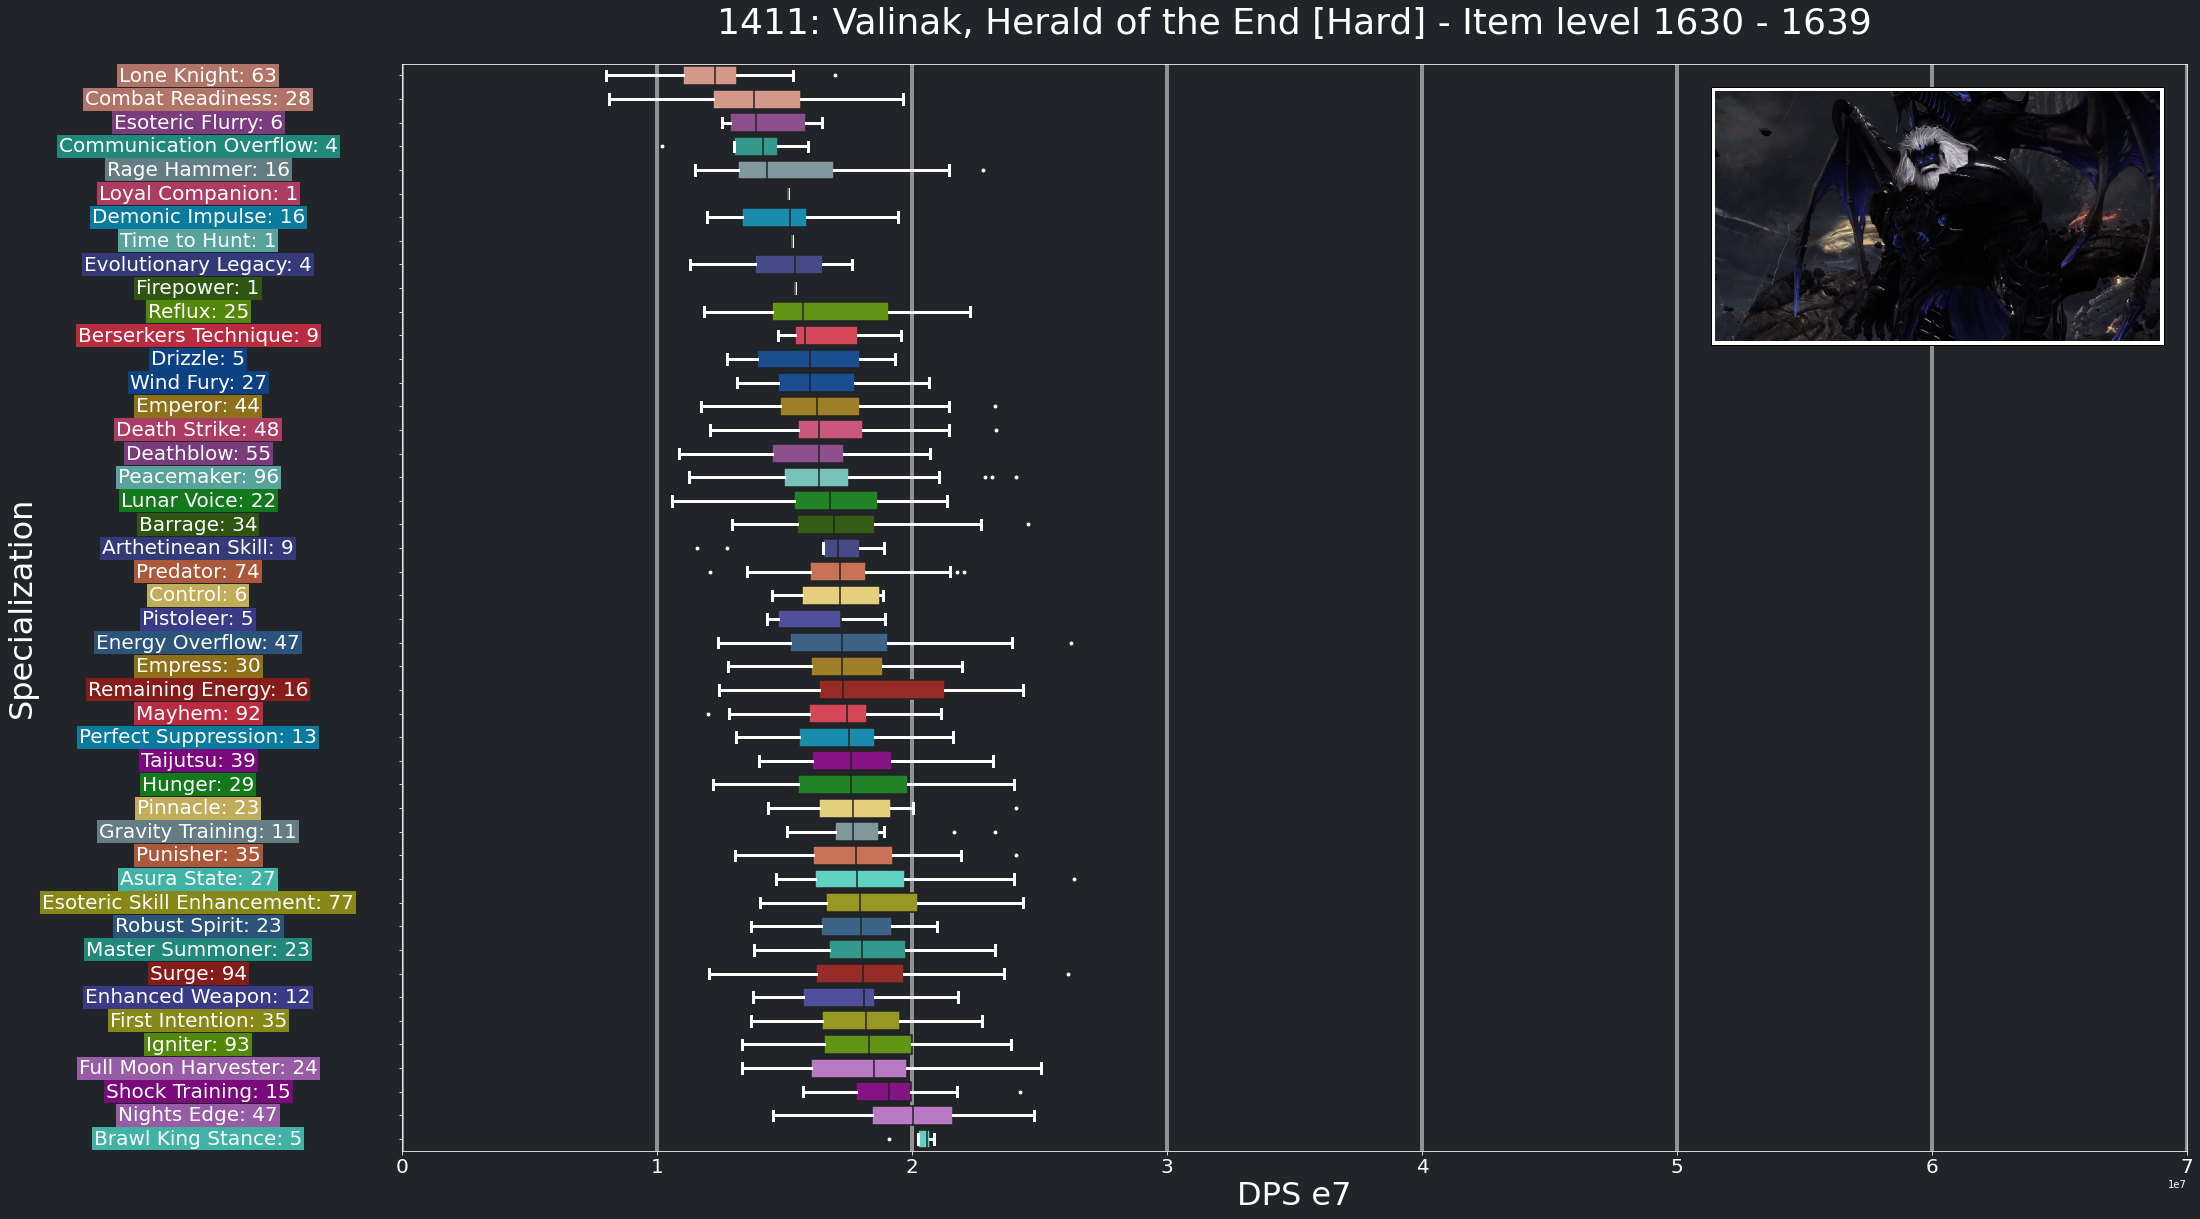 1411: Valinak, Herald of the End [Hard] - Item level 1630 - 1639
Specialization
Lone Knight: 63
Combat Readiness: 28
Esoteric Flurry: 6
Communication Overflow: 4
Rage Hammer: 16
Loyal Companion: 1
Demonic Impulse: 16
Time to Hunt: 1
Evolutionary Legacy: 4
Firepower: 1
Reflux: 25
Berserkers Technique: 9
Drizzle: 5
Wind Fury: 27
Emperor: 44
Death Strike: 48
Deathblow: 55
Peacemaker: 96
Lunar Voice: 22
Barrage: 34
Arthetinean Skill: 9
Predator: 74
Control: 6
Pistoleer: 5
Energy Overflow: 47
Empress: 30
Remaining Energy: 16
Mayhem: 92
Perfect Suppression: 13
Taijutsu: 39
Hunger: 29
Pinnacle: 23
Gravity Training: 11
Punisher: 35
Asura State: 27
Esoteric Skill Enhancement: 77
Robust Spirit: 23
Master Summoner: 23
Surge: 94
Enhanced Weapon: 12
First Intention: 35
Igniter: 93
Full Moon Harvester: 24
Shock Training: 15
Nights Edge: 47
Brawl King Stance: 5
0 1 2 3 4 5 6 7
1e7
DPS e7